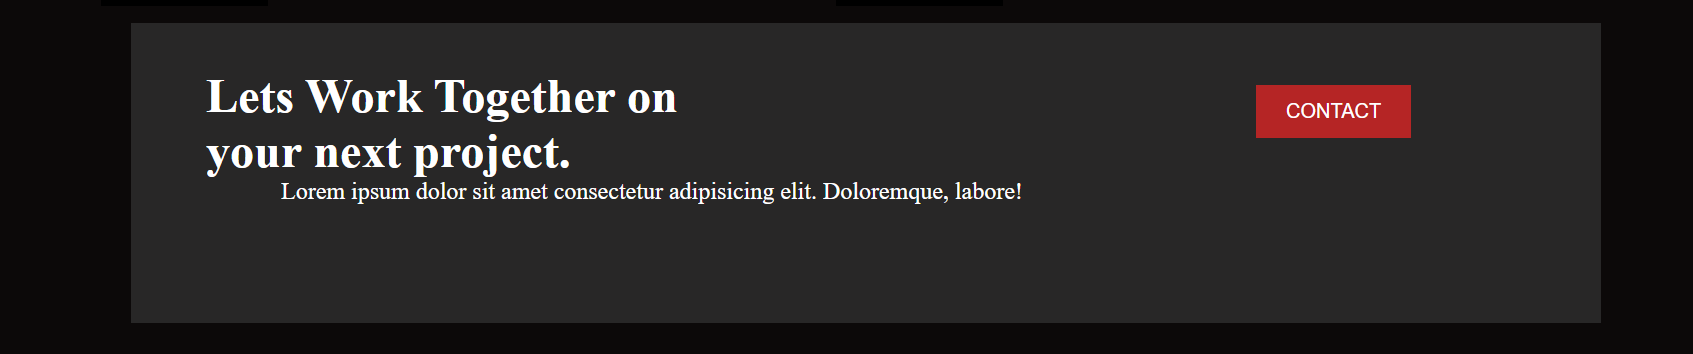 Lets Work Together on
your next project.
Lorem ipsum dolor sit amet consectetur adipisicing elit. Doloremque, labore!
CONTACT